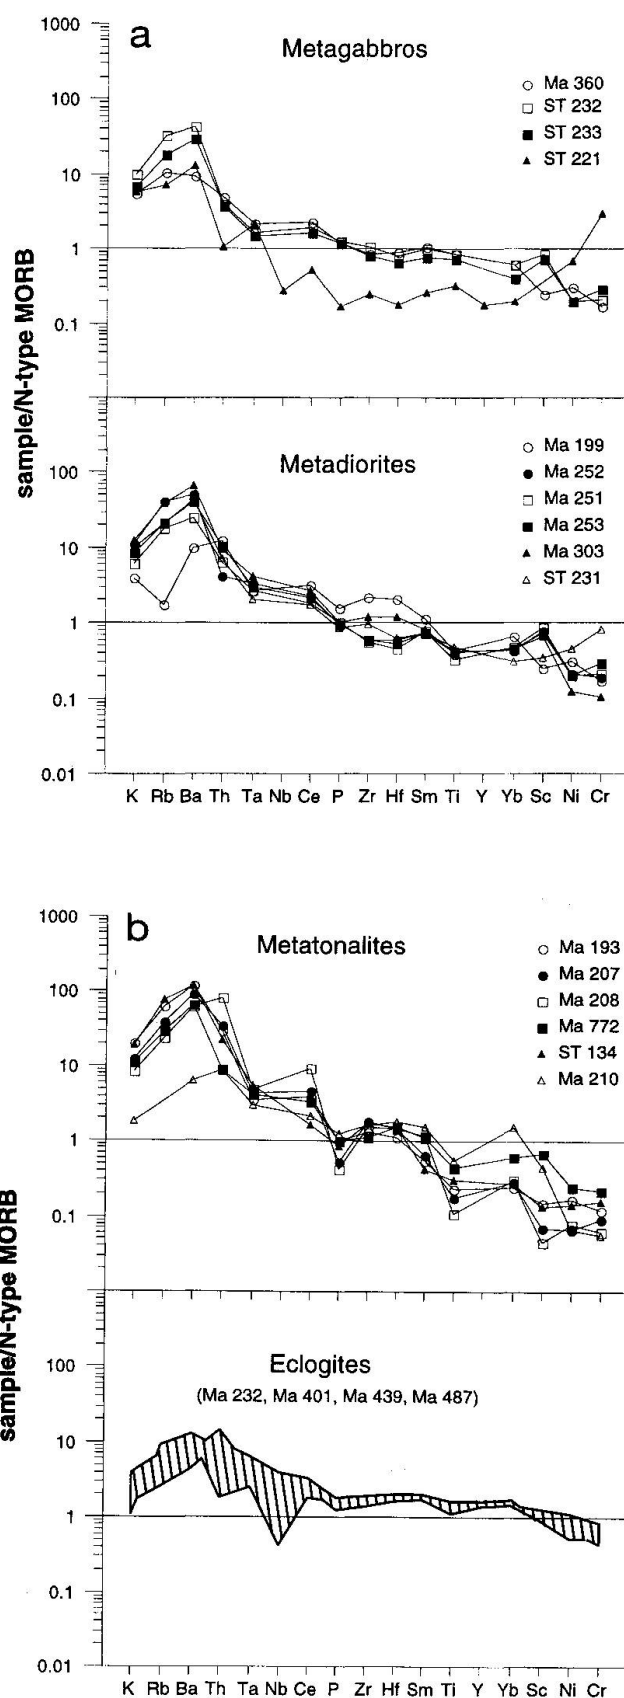 a
Metagabbros
1000
100
10
1
0.1
Ma 360
ST 232
ST 233
ST 221
sample/N-type MORB
Metadiorites
100
10
1
0.1
0.01
Ma 199
Ma 252
Ma 251
Ma 253
Ma 303
ST 231
K Rb Ba Th Ta Nb Ce P Zr Hf Sm Ti Y Yb Sc Ni Cr
b
Metatonalites
1000
100
10
1
0.1
Ma 193
Ma 207
Ma 208
Ma 772
ST 134
Ma 210
sample/N-type MORB
Eclogites
(Ma 232, Ma 401, Ma 439, Ma 487)
100
10
1
0.1
0.01
K Rb Ba Th Ta Nb Ce P Zr Hf Sm Ti Y Yb Sc Ni Cr